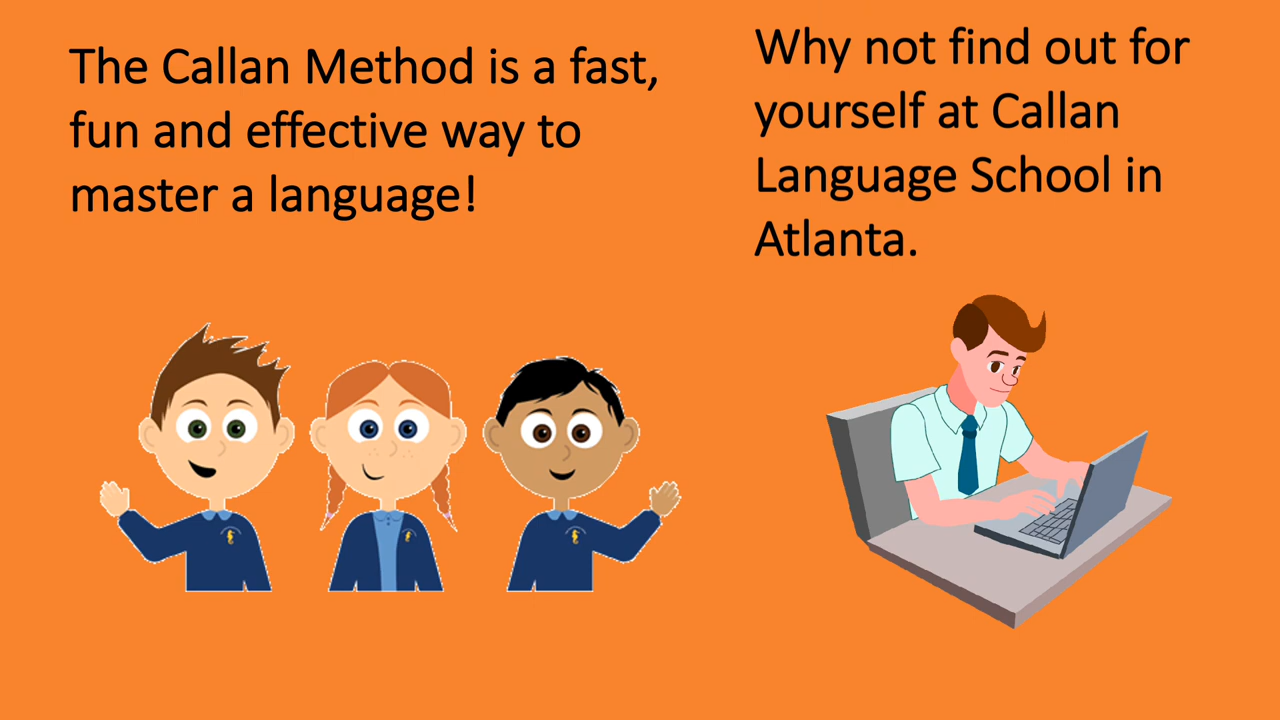 The Callan Method is a fast,
fun and effective way to
master a language!
Why not find out for
yourself at Callan
Language School in
Atlanta.